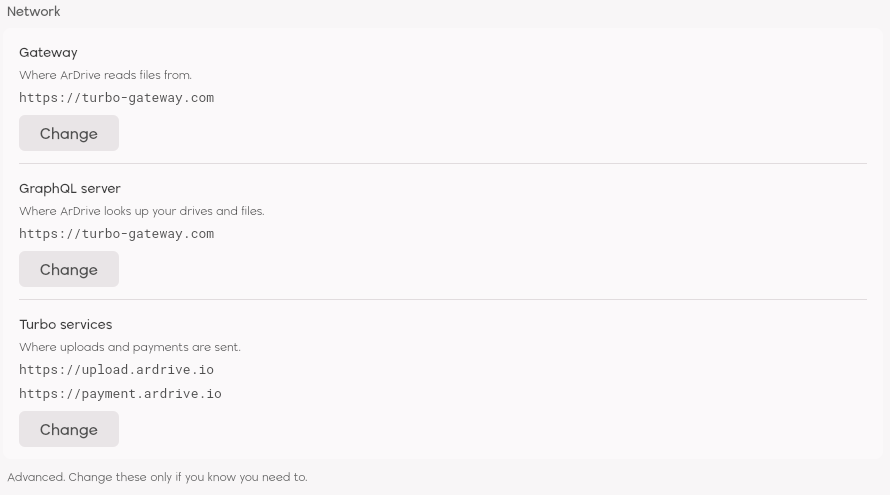 Network
Gateway
Where ArDrive reads files from.
https://turbo-gateway.com
Change
GraphQL server
Where ArDrive looks up your drives and files.
https://turbo-gateway.com
Change
Turbo services
Where uploads and payments are sent.
https://upload.ardrive.io
https://payment.ardrive.io
Change
Advanced. Change these only if you know you need to.